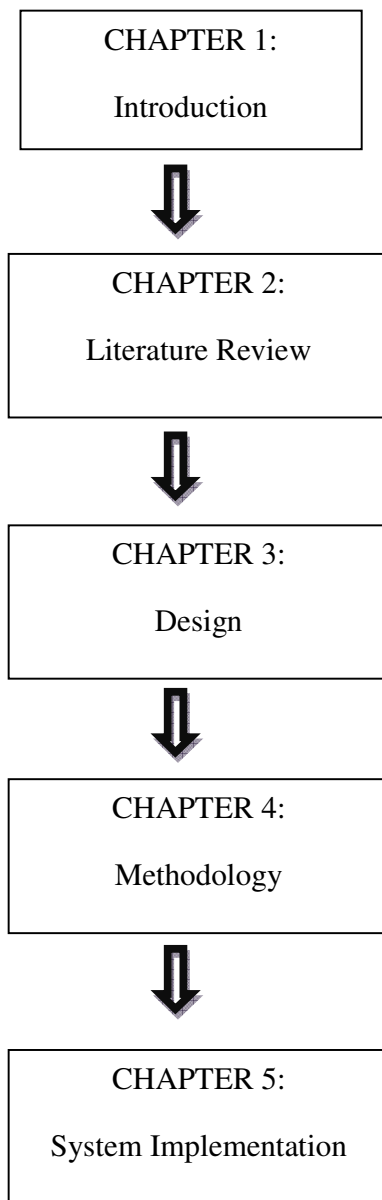 CHAPTER 1:
Introduction
CHAPTER 2:
Literature Review
CHAPTER 3:
Design
CHAPTER 4:
Methodology
CHAPTER 5:
System Implementation